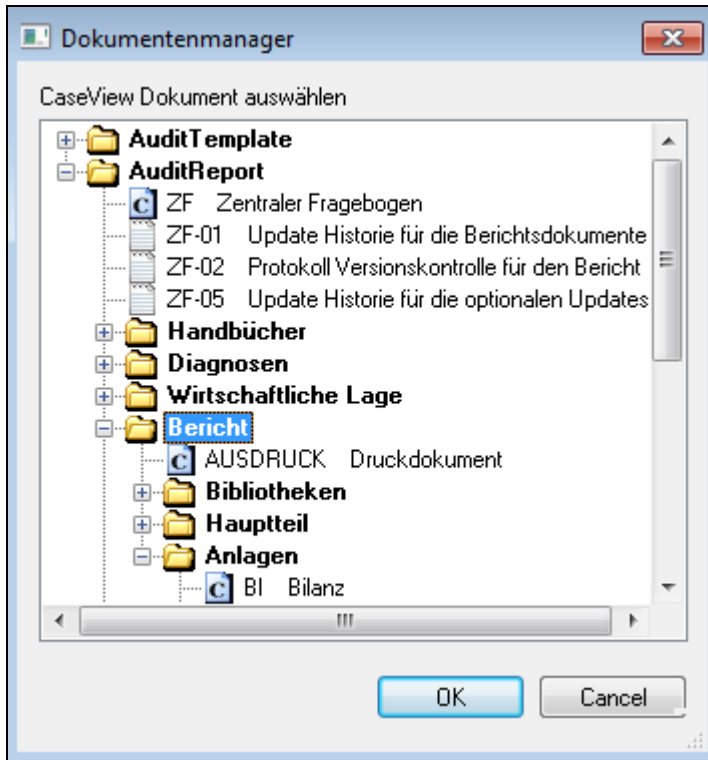 Dokumentenmanager
CaseView Dokument auswählen
AuditTemplate
AuditReport
ZF Zentraler Fragebogen
ZF-01 Update Historie für die Berichtsdokumente
ZF-02 Protokoll Versionskontrolle für den Bericht
ZF-05 Update Historie für die optionalen Updates
Handbücher
Diagnosen
Wirtschaftliche Lage
Bericht
AUSDRUCK Druckdokument
Bibliotheken
Hauptteil
Anlagen
BI Bilanz
OK Cancel